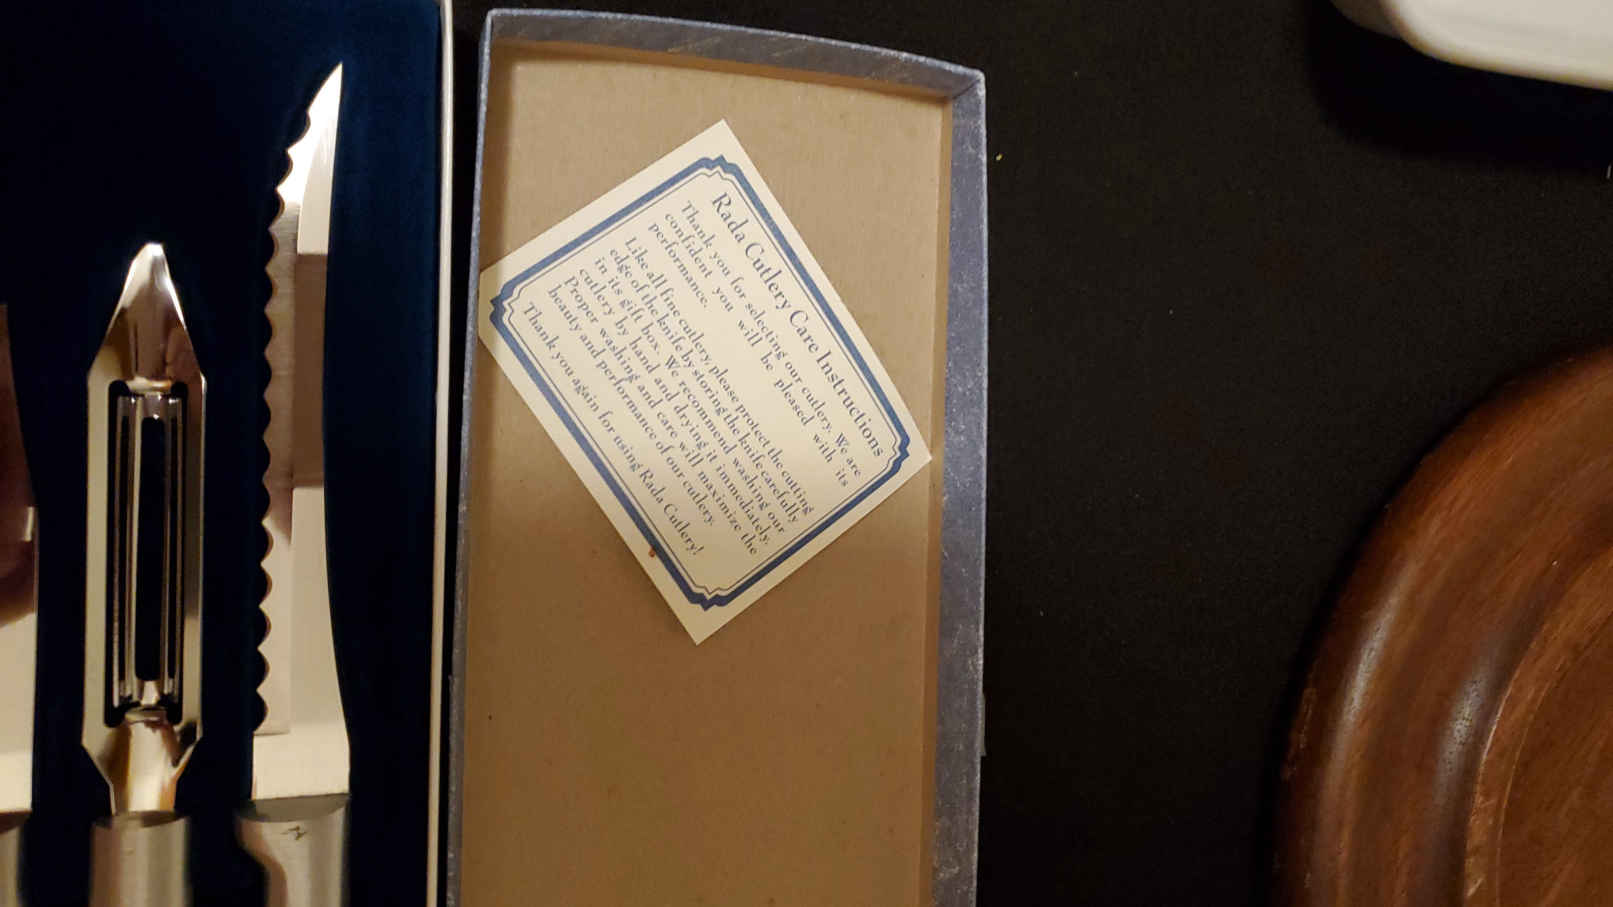 Rada Cutlery Care Instructions
Thank you for selecting our cutlery. We are
confident you will be pleased with its
performance.
Like all fine cutlery, please protect the cutting
edge of the knife by storing the knife carefully
in its gift box. We recommend washing our
cutlery by hand and drying it immediately.
Proper washing and care will maximize the
beauty and performance of our cutlery.
Thank you again for using Rada Cutlery!